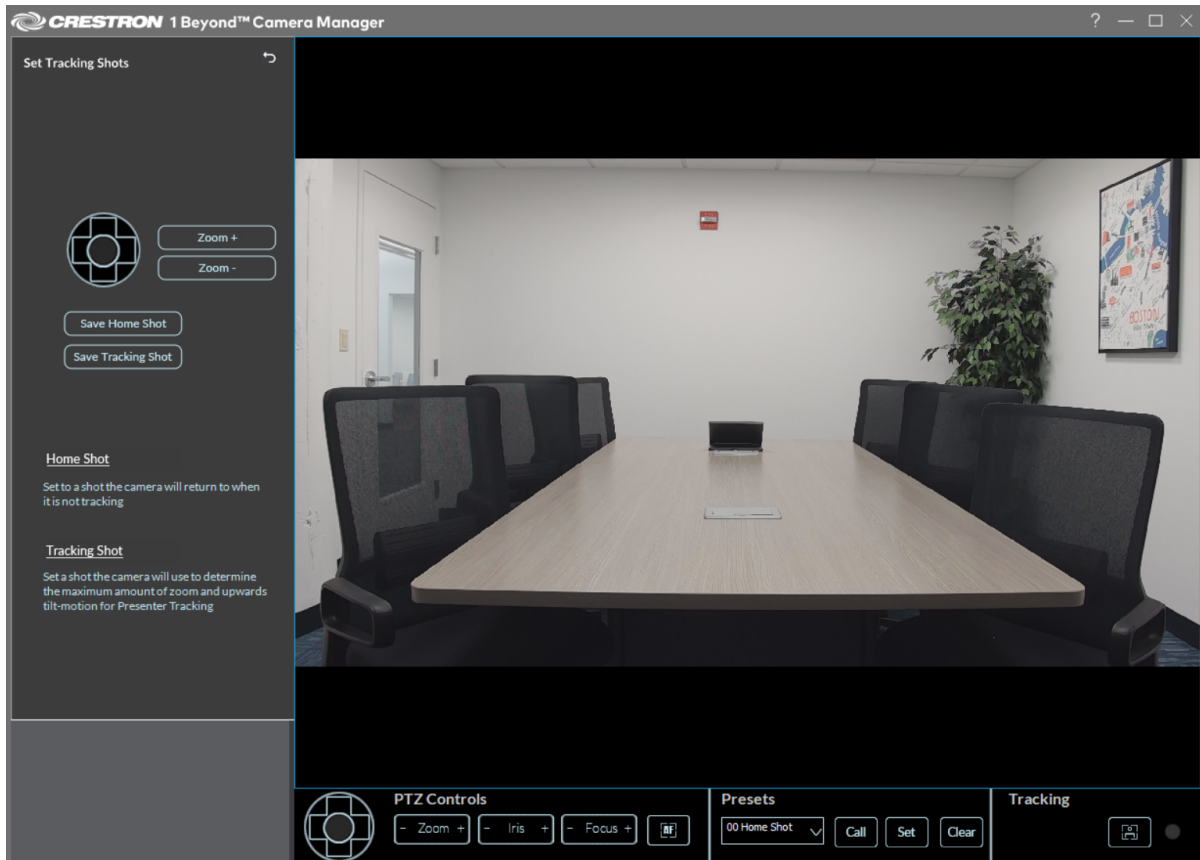 CRESTRON 1 Beyond™ Camera Manager
?
Set Tracking Shots
Zoom +
Zoom -
Save Home Shot
Save Tracking Shot
Home Shot
Set to a shot the camera will return to when
it is not tracking
Tracking Shot
Set a shot the camera will use to determine
the maximum amount of zoom and upwards
tilt-motion for Presenter Tracking
PTZ Controls
- Zoom +
- Iris +
- Focus +
AF
Presets
00 Home Shot
Call
Set
Clear
Tracking